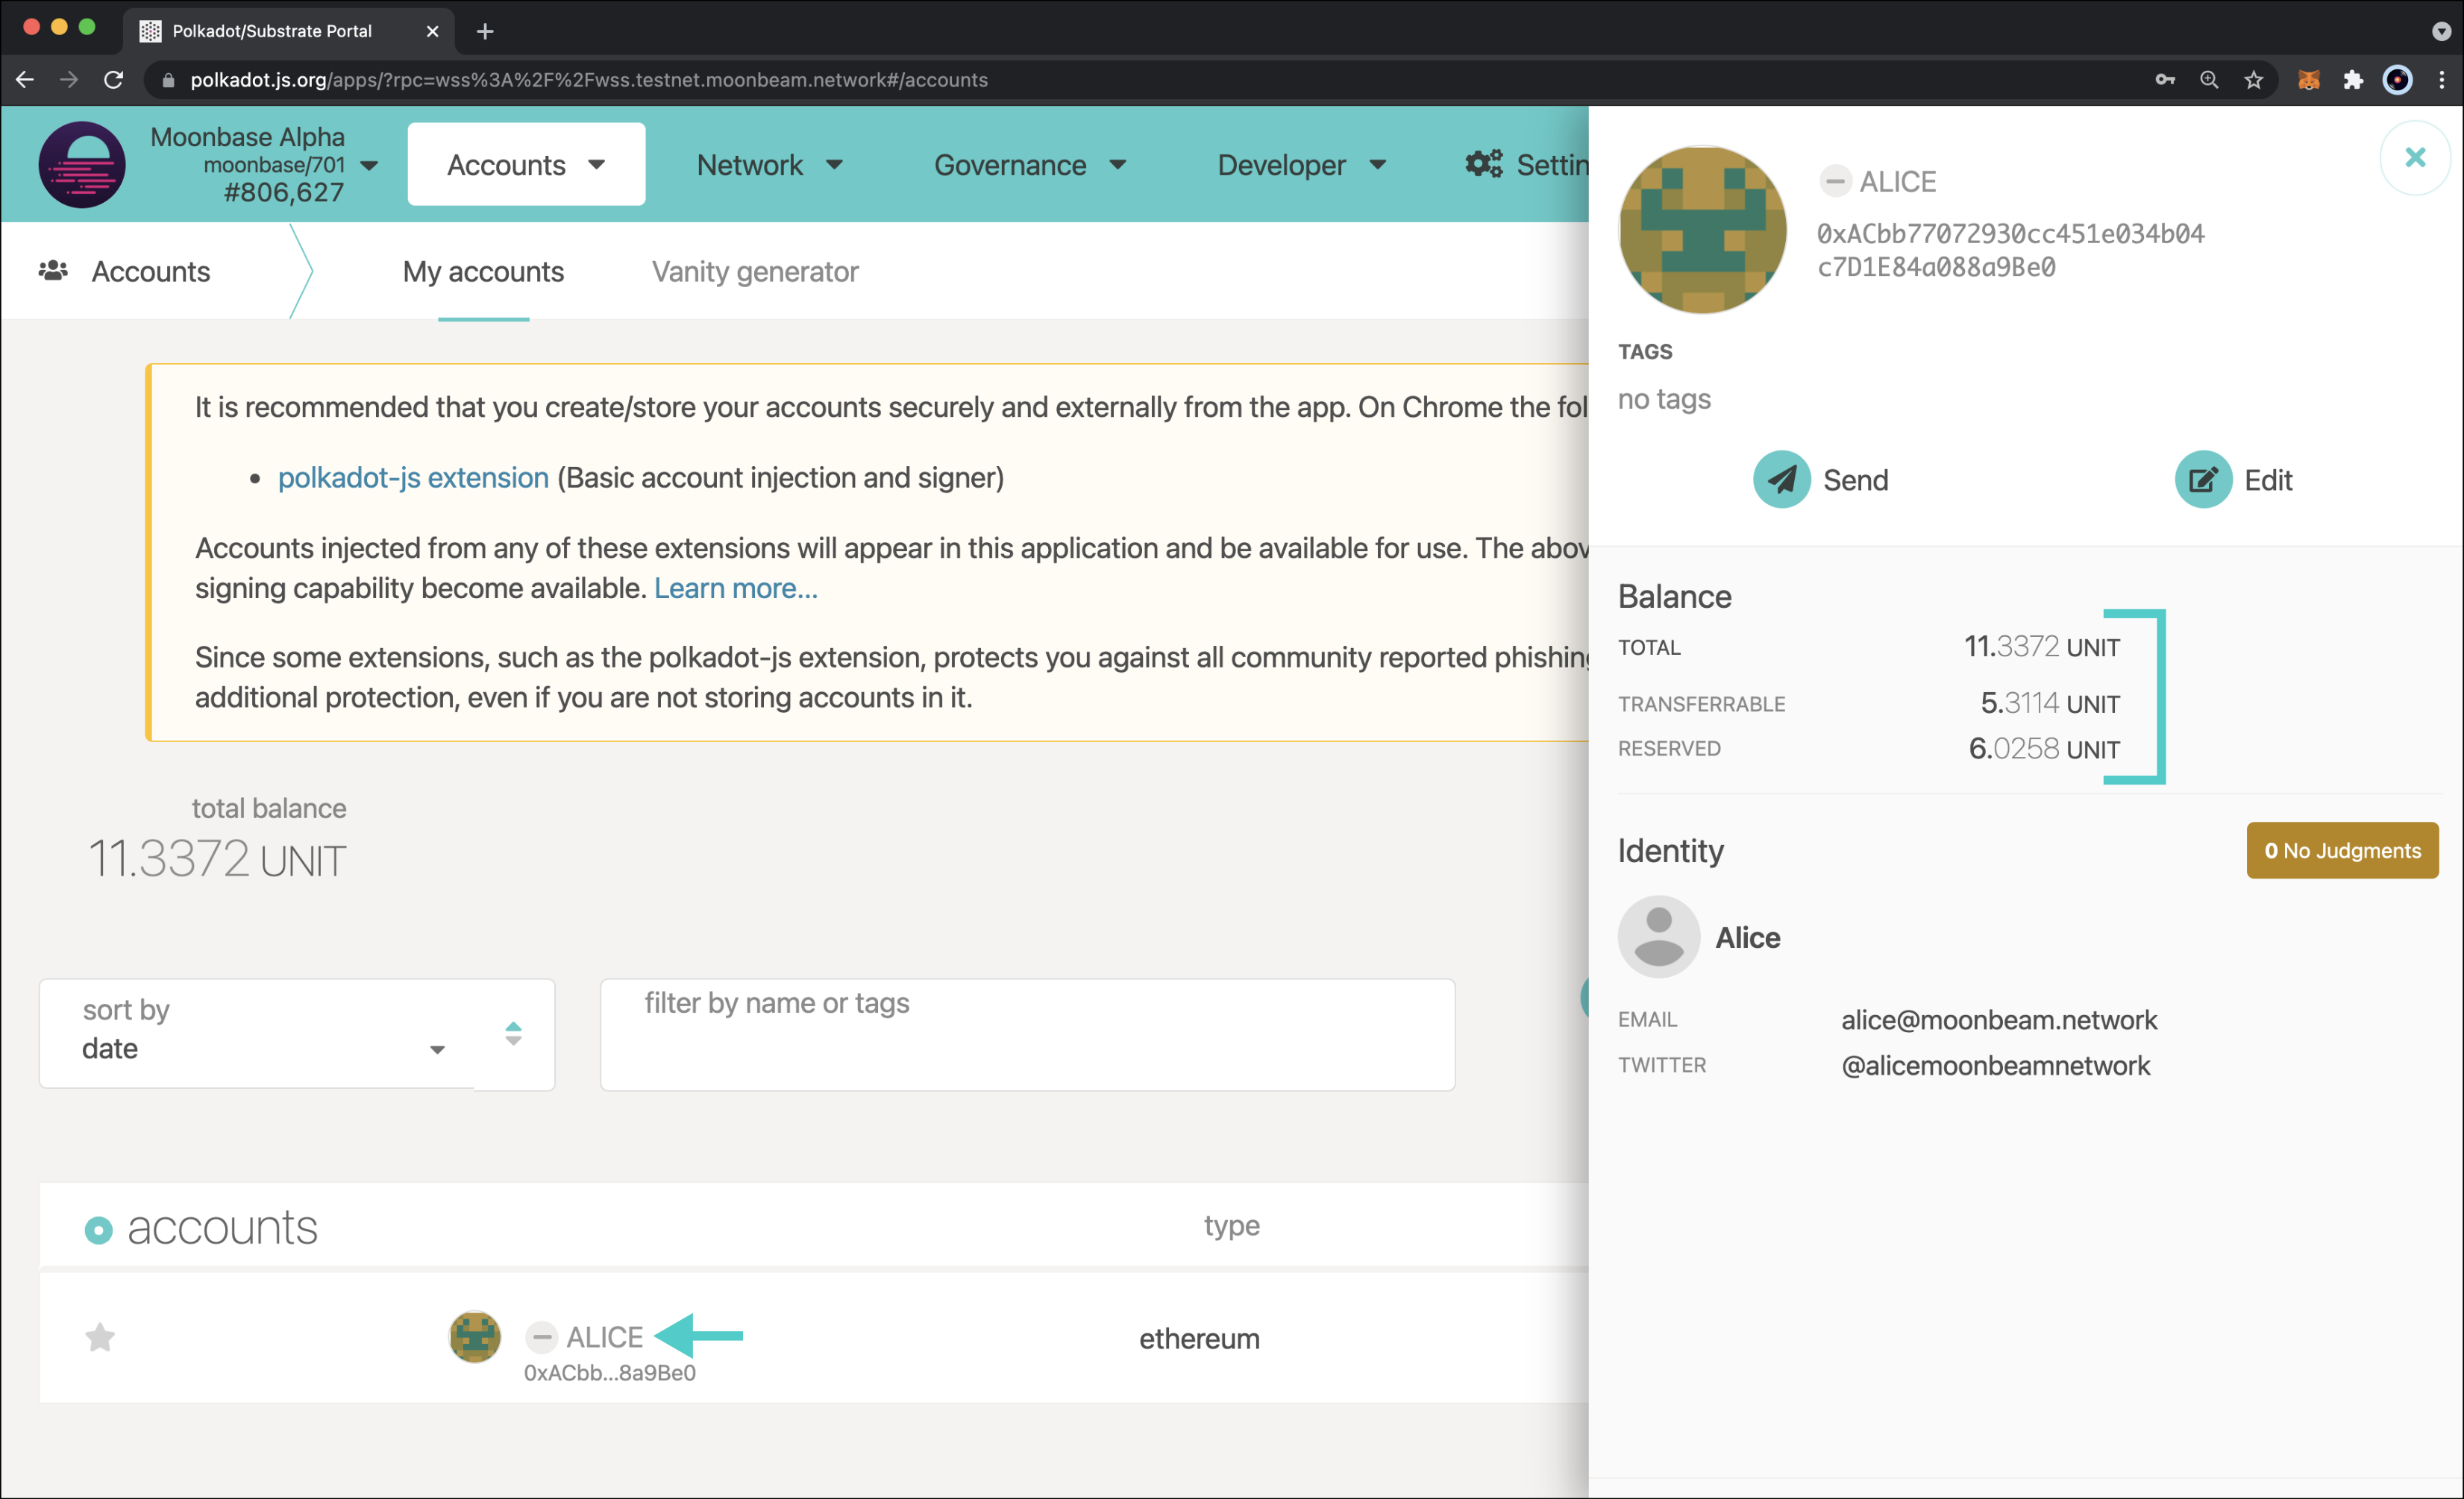 Polkadot/Substrate Portal
polkadot.js.org/apps/?rpc=wss%3A%2F%2Fwss.testnet.moonbeam.network#/accounts
Moonbase Alpha
moonbase/701
#806,627
Accounts
Network
Governance
Developer
Settin
Accounts
My accounts
Vanity generator
It is recommended that you create/store your accounts securely and externally from the app. On Chrome the fol
• polkadot-js extension (Basic account injection and signer)
Accounts injected from any of these extensions will appear in this application and be available for use. The abov
signing capability become available. Learn more...
Since some extensions, such as the polkadot-js extension, protects you against all community reported phishing
additional protection, even if you are not storing accounts in it.
total balance
11.3372 UNIT
sort by
date
filter by name or tags
accounts
type
ALICE
0xACbb...8a9Be0
ethereum
ALICE
0xACbb77072930cc451e034b04
c7D1E84a088a9Be0
TAGS
no tags
Send
Edit
Balance
TOTAL 11.3372 UNIT
TRANSFERRABLE 5.3114 UNIT
RESERVED 6.0258 UNIT
Identity
0 No Judgments
Alice
EMAIL alice@moonbeam.network
TWITTER @alicemoonbeamnetwork